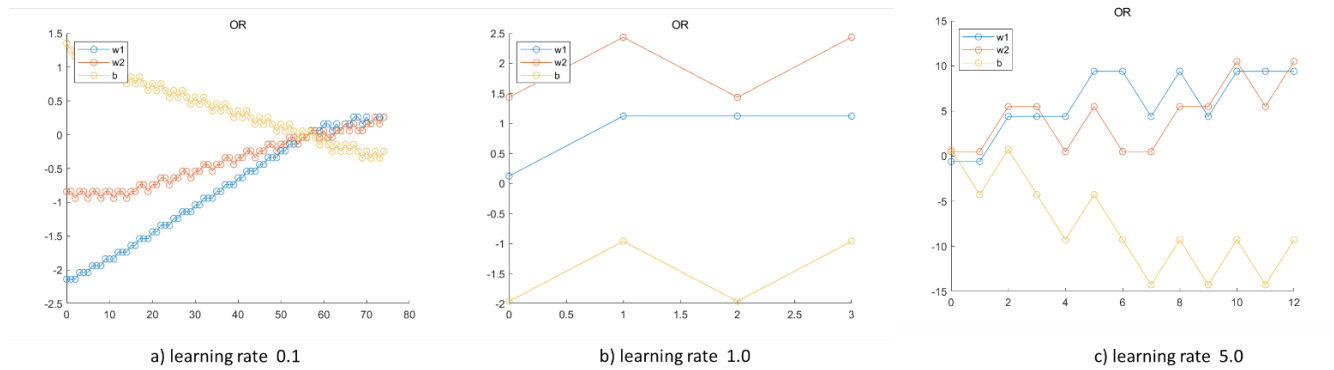 OR
w1
w2
b
1.5
1
0.5
0
-0.5
-1
-1.5
-2
-2.5
0 10 20 30 40 50 60 70 80
a) learning rate 0.1
OR
w1
w2
b
2.5
2
1.5
1
0.5
0
-0.5
-1
-1.5
-2
0 0.5 1 1.5 2 2.5 3
b) learning rate 1.0
OR
w1
w2
b
15
10
5
0
-5
-10
-15
0 2 4 6 8 10 12
c) learning rate 5.0